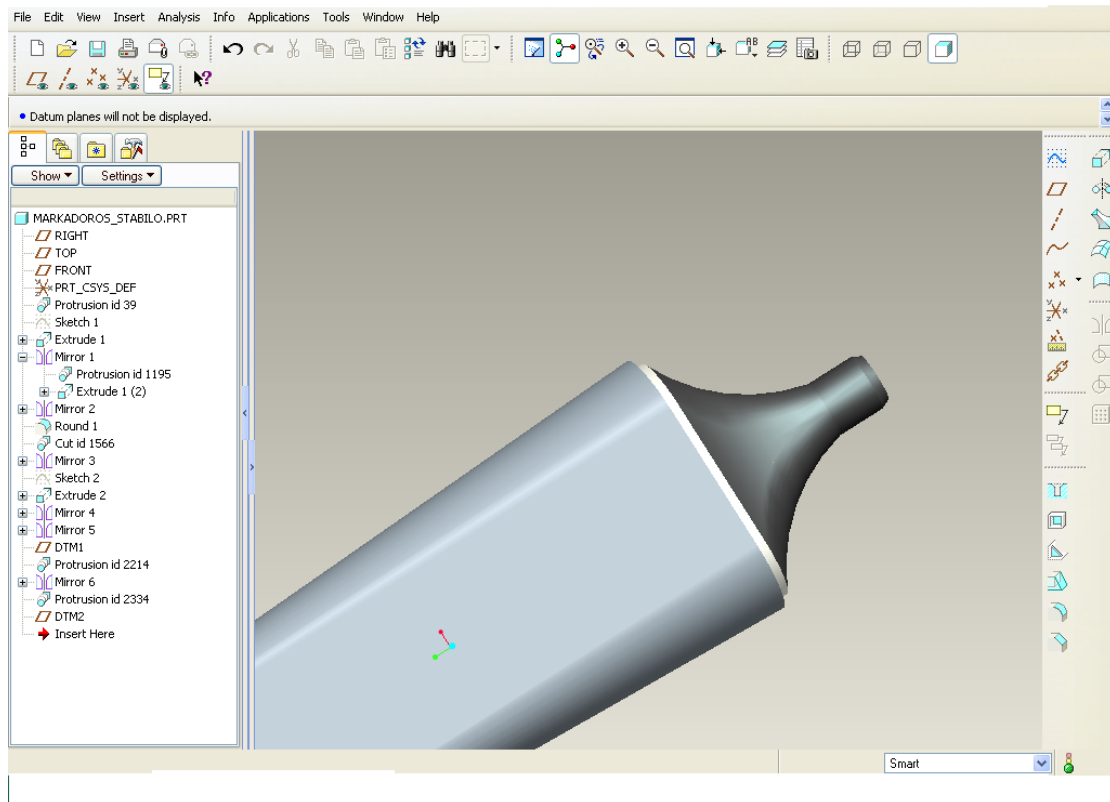 File Edit View Insert Analysis Info Applications Tools Window Help
• Datum planes will not be displayed.
Show Settings
MARKADOROS_STABILO.PRT
RIGHT
TOP
FRONT
PRT_CSYS_DEF
Protrusion id 39
Sketch 1
Extrude 1
Mirror 1
Protrusion id 1195
Extrude 1 (2)
Mirror 2
Round 1
Cut id 1566
Mirror 3
Sketch 2
Extrude 2
Mirror 4
Mirror 5
DTM1
Protrusion id 2214
Mirror 6
Protrusion id 2334
DTM2
Insert Here
Smart